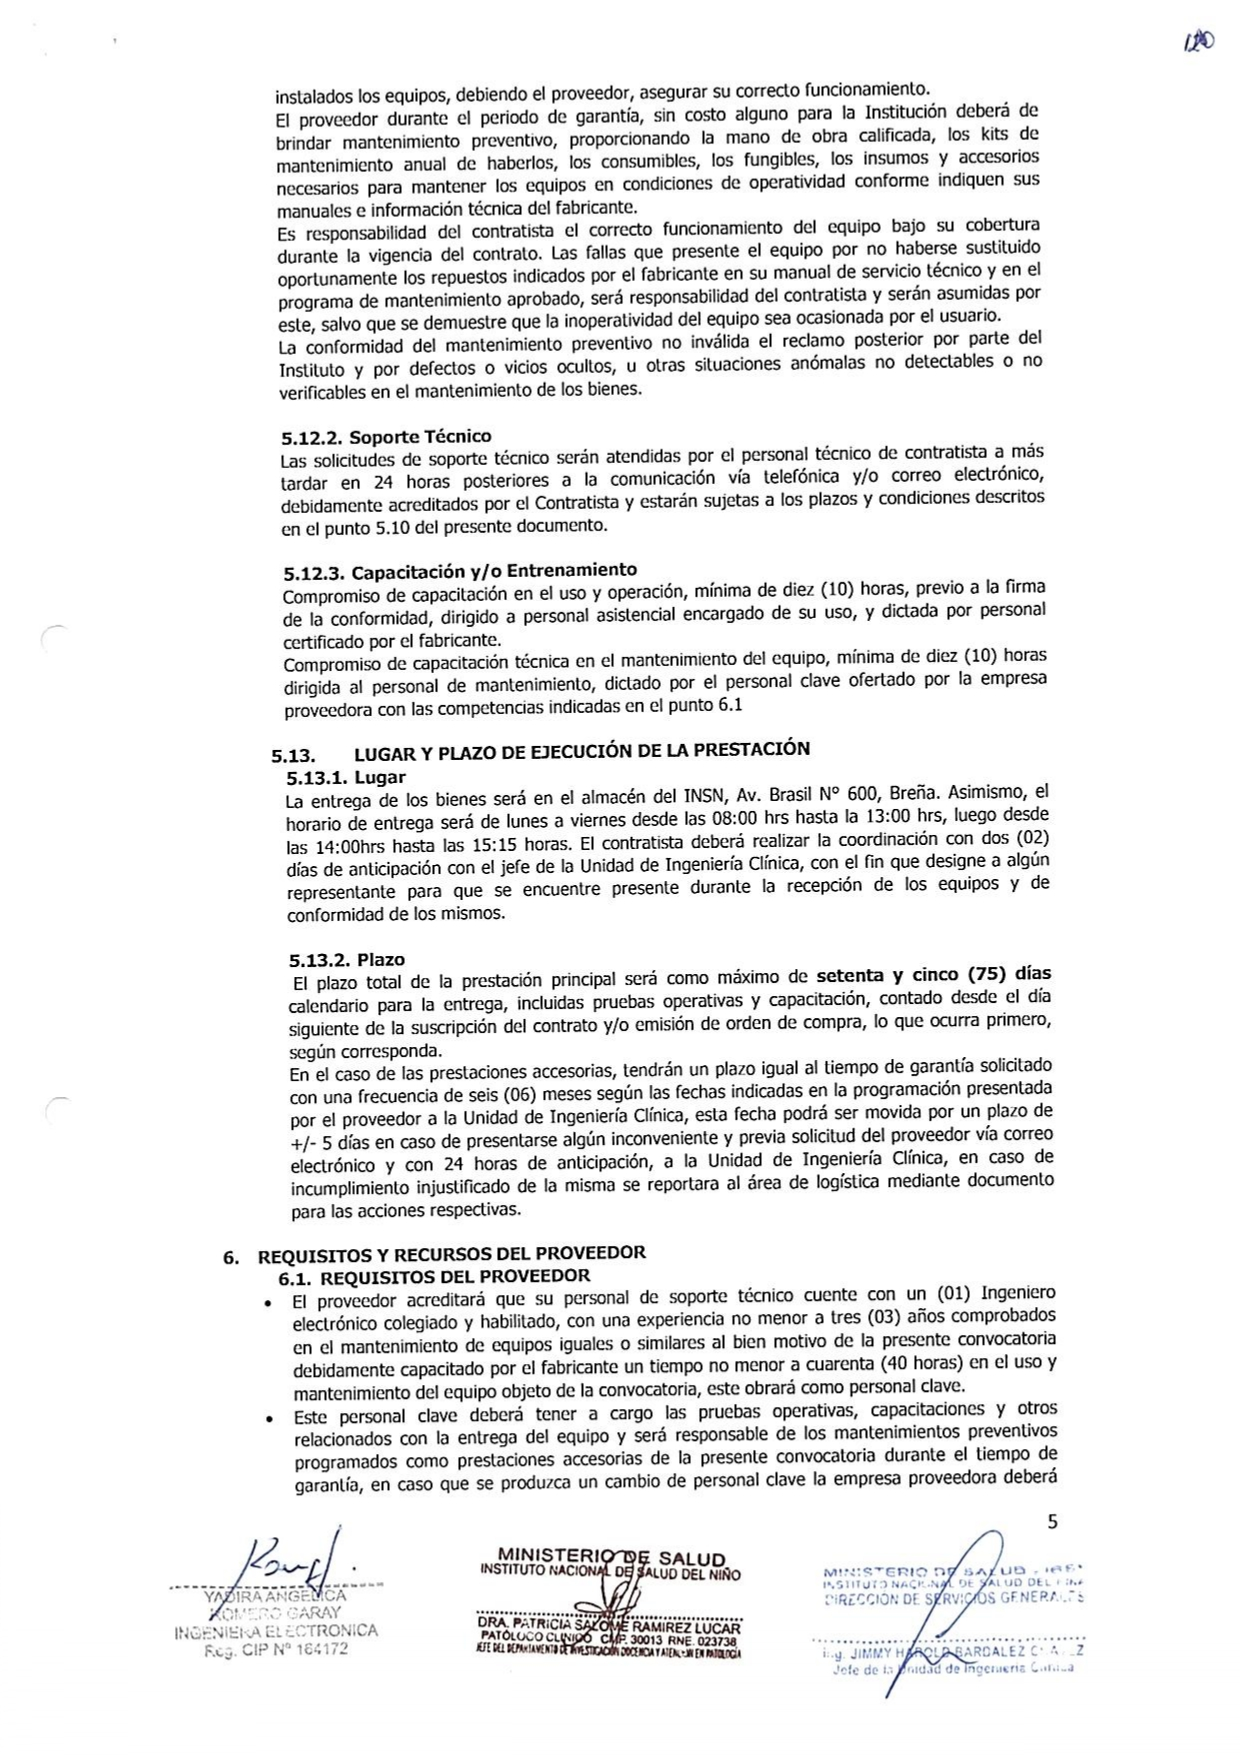 120
instalados los equipos, debiendo el proveedor, asegurar su correcto funcionamiento.
El proveedor durante el periodo de garantía, sin costo alguno para la Institución deberá de
brindar mantenimiento preventivo, proporcionando la mano de obra calificada, los kits de
mantenimiento anual de haberlos, los consumibles, los fungibles, los insumos y accesorios
necesarios para mantener los equipos en condiciones de operatividad conforme indiquen sus
manuales e información técnica del fabricante.
Es responsabilidad del contratista el correcto funcionamiento del equipo bajo su cobertura
durante la vigencia del contrato. Las fallas que presente el equipo por no haberse sustituido
oportunamente los repuestos indicados por el fabricante en su manual de servicio técnico y en el
programa de mantenimiento aprobado, será responsabilidad del contratista y serán asumidas por
este, salvo que se demuestre que la inoperatividad del equipo sea ocasionada por el usuario.
La conformidad del mantenimiento preventivo no inválida el reclamo posterior por parte del
Instituto y por defectos o vicios ocultos, u otras situaciones anómalas no detectables o no
verificables en el mantenimiento de los bienes.
5.12.2. Soporte Técnico
Las solicitudes de soporte técnico serán atendidas por el personal técnico de contratista a más
tardar en 24 horas posteriores a la comunicación vía telefónica y/o correo electrónico,
debidamente acreditados por el Contratista y estarán sujetas a los plazos y condiciones descritos
en el punto 5.10 del presente documento.
5.12.3. Capacitación y/o Entrenamiento
Compromiso de capacitación en el uso y operación, mínima de diez (10) horas, previo a la firma
de la conformidad, dirigido a personal asistencial encargado de su uso, y dictada por personal
certificado por el fabricante.
Compromiso de capacitación técnica en el mantenimiento del equipo, mínima de diez (10) horas
dirigida al personal de mantenimiento, dictado por el personal clave ofertado por la empresa
proveedora con las competencias indicadas en el punto 6.1
5.13. LUGAR Y PLAZO DE EJECUCIÓN DE LA PRESTACIÓN
5.13.1. Lugar
La entrega de los bienes será en el almacén del INSN, Av. Brasil N° 600, Breña. Asimismo, el
horario de entrega será de lunes a viernes desde las 08:00 hrs hasta la 13:00 hrs, luego desde
las 14:00hrs hasta las 15:15 horas. El contratista deberá realizar la coordinación con dos (02)
días de anticipación con el jefe de la Unidad de Ingeniería Clínica, con el fin que designe a algún
representante para que se encuentre presente durante la recepción de los equipos y de
conformidad de los mismos.
5.13.2. Plazo
El plazo total de la prestación principal será como máximo de setenta y cinco (75) días
calendario para la entrega, incluidas pruebas operativas y capacitación, contado desde el día
siguiente de la suscripción del contrato y/o emisión de orden de compra, lo que ocurra primero,
según corresponda.
En el caso de las prestaciones accesorias, tendrán un plazo igual al tiempo de garantía solicitado
con una frecuencia de seis (06) meses según las fechas indicadas en la programación presentada
por el proveedor a la Unidad de Ingeniería Clínica, esta fecha podrá ser movida por un plazo de
+/- 5 días en caso de presentarse algún inconveniente y previa solicitud del proveedor vía correo
electrónico y con 24 horas de anticipación, a la Unidad de Ingeniería Clínica, en caso de
incumplimiento injustificado de la misma se reportara al área de logística mediante documento
para las acciones respectivas.
6. REQUISITOS Y RECURSOS DEL PROVEEDOR
6.1. REQUISITOS DEL PROVEEDOR
• El proveedor acreditará que su personal de soporte técnico cuente con un (01) Ingeniero
electrónico colegiado y habilitado, con una experiencia no menor a tres (03) años comprobados
en el mantenimiento de equipos iguales o similares al bien motivo de la presente convocatoria
debidamente capacitado por el fabricante un tiempo no menor a cuarenta (40 horas) en el uso y
mantenimiento del equipo objeto de la convocatoria, este obrará como personal clave.
• Este personal clave deberá tener a cargo las pruebas operativas, capacitaciones y otros
relacionados con la entrega del equipo y será responsable de los mantenimientos preventivos
programados como prestaciones accesorias de la presente convocatoria durante el tiempo de
garantía, en caso que se produzca un cambio de personal clave la empresa proveedora deberá
5
YADIRA ANGELICA
ROMERO GARAY
INGENIERA ELECTRONICA
Reg. CIP N° 164172
MINISTERIO DE SALUD
INSTITUTO NACIONAL DE SALUD DEL NIÑO
DRA. PATRICIA SALOME RAMIREZ LUCAR
PATÓLOGO CLINICO CMP. 30013 RNE. 023738
JEFE DEL DEPARTAMENTO DE INVESTIGACIÓN DOCENCIA Y ATENCIÓN EN PATOLOGÍA
MINISTERIO DE SALUD
INSTITUTO NACIONAL DE SALUD DEL
DIRECCION DE SERVICIOS GENERALES
Ing. JIMMY HAROLD BARDALEZ
Jefe de la Unidad de Ingeniería Clínica